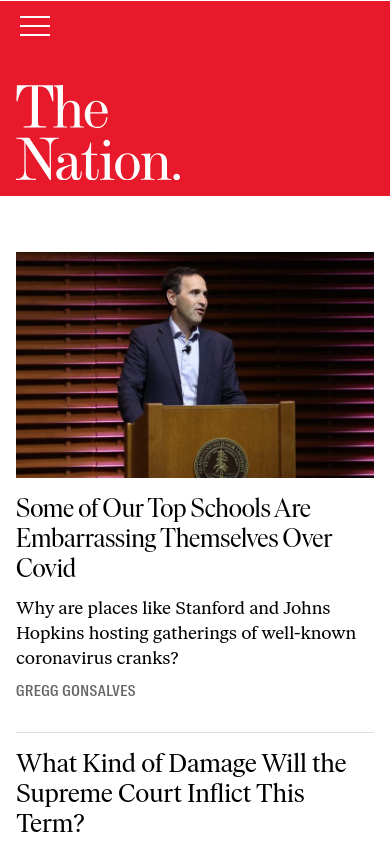 The
Nation.
Some of Our Top Schools Are
Embarrassing Themselves Over
Covid
Why are places like Stanford and Johns
Hopkins hosting gatherings of well-known
coronavirus cranks?
GREGG GONSALVES
What Kind of Damage Will the
Supreme Court Inflict This
Term?